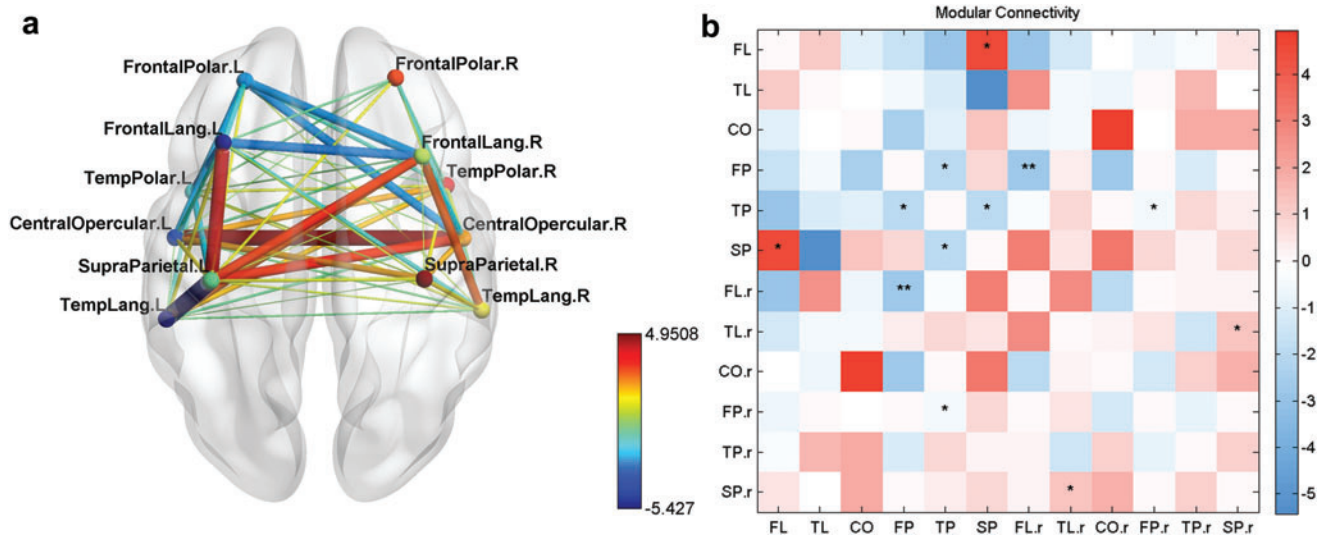 a
FrontalPolar.L
FrontalPolar.R
FrontalLang.L
FrontalLang.R
TempPolar.L
TempPolar.R
CentralOpercular.L
CentralOpercular.R
SupraParietal.L
SupraParietal.R
TempLang.L
TempLang.R
4.9508
-5.427
b
Modular Connectivity
FL *
TL
CO
FP * **
TP * * *
SP * *
FL.r **
TL.r *
CO.r
FP.r *
TP.r
SP.r *
FL TL CO FP TP SP FL.r TL.r CO.r FP.r TP.r SP.r
4
3
2
1
0
-1
-2
-3
-4
-5